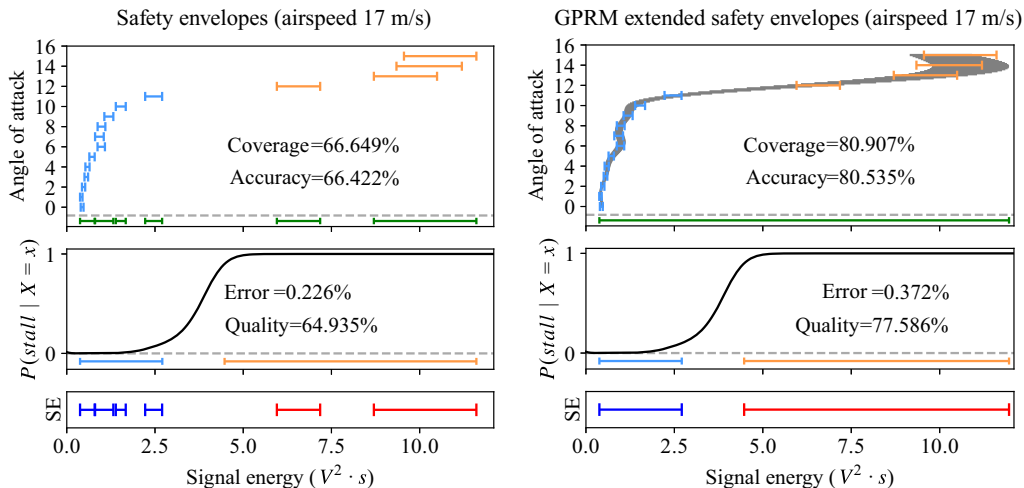 Safety envelopes (airspeed 17 m/s)
16
14
12
10
8
6
4
2
0
Angle of attack
Coverage=66.649%
Accuracy=66.422%
1
0
P(stall | X = x)
Error=0.226%
Quality=64.935%
SE
0.0 2.5 5.0 7.5 10.0
Signal energy (V² · s)
GPRM extended safety envelopes (airspeed 17 m/s)
16
14
12
10
8
6
4
2
0
Angle of attack
Coverage=80.907%
Accuracy=80.535%
1
0
P(stall | X = x)
Error=0.372%
Quality=77.586%
SE
0.0 2.5 5.0 7.5 10.0
Signal energy (V² · s)